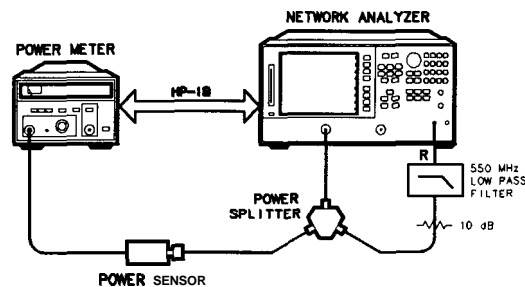 NETWORK ANALYZER
POWER METER
HP-IB
R
550 MHz
LOW PASS
FILTER
POWER
SPLITTER
10 dB
POWER SENSOR